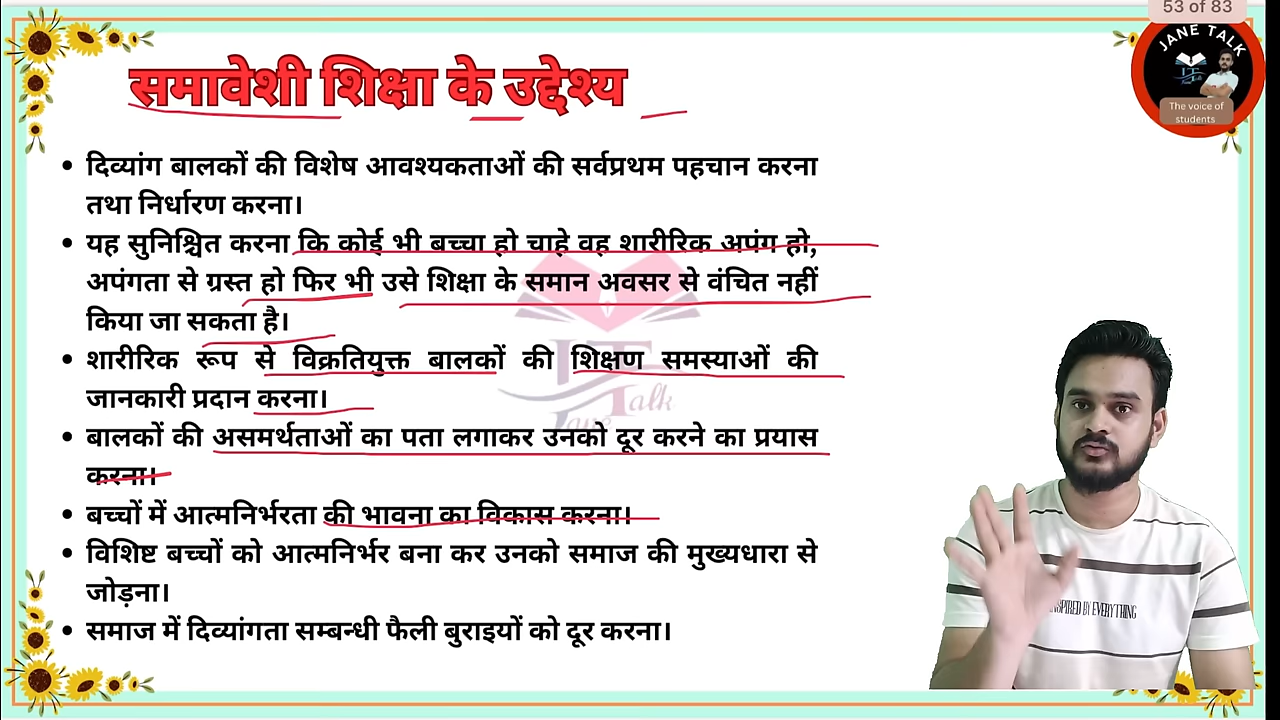 53 of 83
JANE TALK
The voice of
students
समावेशी शिक्षा के उद्देश्य
• दिव्यांग बालकों की विशेष आवश्यकताओं की सर्वप्रथम पहचान करना
तथा निर्धारण करना।
• यह सुनिश्चित करना कि कोई भी बच्चा हो चाहे वह शारीरिक अपंग हो,
अपंगता से ग्रस्त हो फिर भी उसे शिक्षा के समान अवसर से वंचित नहीं
किया जा सकता है।
• शारीरिक रूप से विक्रतियुक्त बालकों की शिक्षण समस्याओं की
जानकारी प्रदान करना।
• बालकों की असमर्थताओं का पता लगाकर उनको दूर करने का प्रयास
करना।
• बच्चों में आत्मनिर्भरता की भावना का विकास करना।
• विशिष्ट बच्चों को आत्मनिर्भर बना कर उनको समाज की मुख्यधारा से
जोड़ना।
• समाज में दिव्यांगता सम्बन्धी फैली बुराइयों को दूर करना।
Jane Talk
INSPIRED BY EVERYTHING